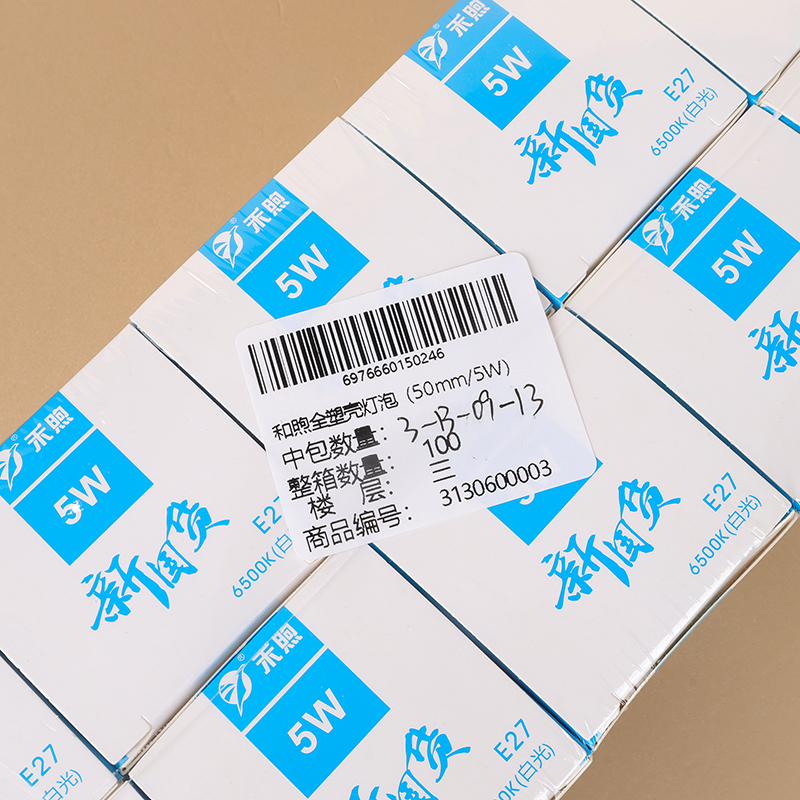 禾煦
5W
新国货
E27
6500K(白光)
禾煦
5W
禾煦
5W
新国货
6976660150246
和煦全塑壳灯泡 (50mm/5W)
中包数量: 3-B-09-13
整箱数量: 100
楼 层: 三
商品编号: 3130600003
禾煦
5W
新国货
E27
6500K(白光)
新国货
E27
6500K(白光)
禾煦
5W
新国货
E27
6500K(白光)
E27
(白光)